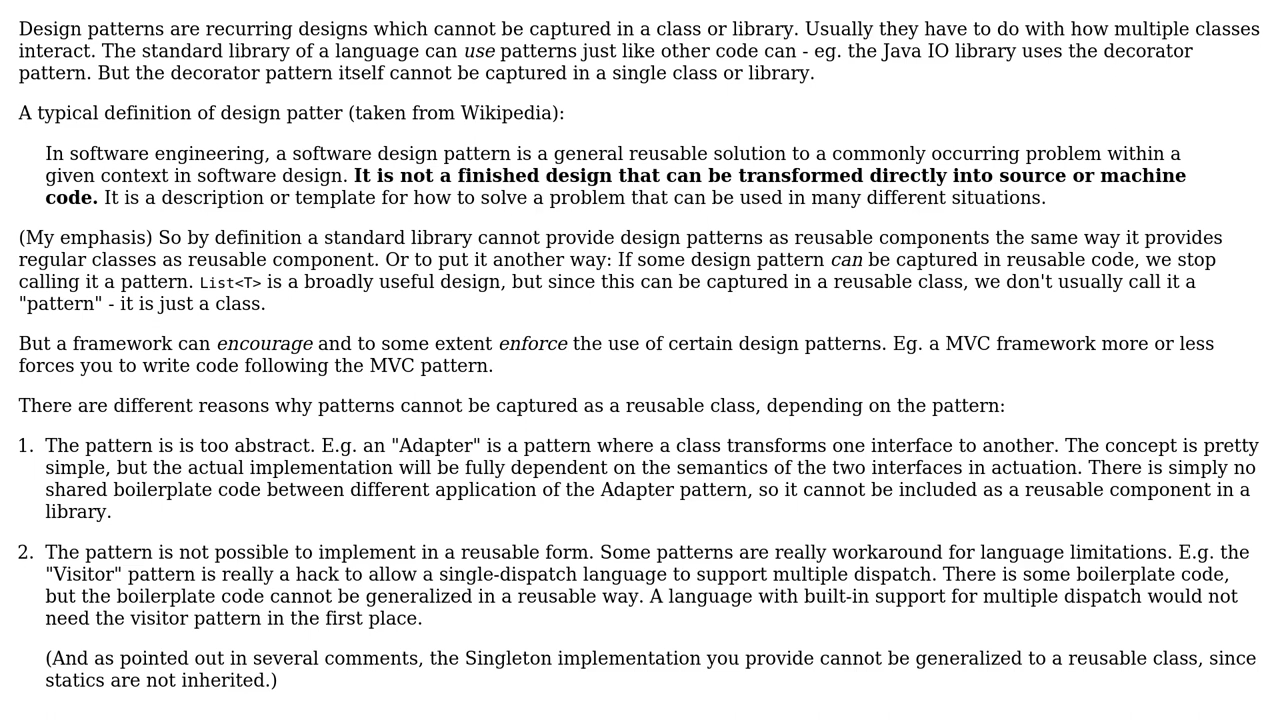 Design patterns are recurring designs which cannot be captured in a class or library. Usually they have to do with how multiple classes
interact. The standard library of a language can use patterns just like other code can - eg. the Java IO library uses the decorator
pattern. But the decorator pattern itself cannot be captured in a single class or library.
A typical definition of design patter (taken from Wikipedia):
In software engineering, a software design pattern is a general reusable solution to a commonly occurring problem within a
given context in software design. It is not a finished design that can be transformed directly into source or machine
code. It is a description or template for how to solve a problem that can be used in many different situations.
(My emphasis) So by definition a standard library cannot provide design patterns as reusable components the same way it provides
regular classes as reusable component. Or to put it another way: If some design pattern can be captured in reusable code, we stop
calling it a pattern. List<T> is a broadly useful design, but since this can be captured in a reusable class, we don't usually call it a
"pattern" - it is just a class.
But a framework can encourage and to some extent enforce the use of certain design patterns. Eg. a MVC framework more or less
forces you to write code following the MVC pattern.
There are different reasons why patterns cannot be captured as a reusable class, depending on the pattern:
1. The pattern is is too abstract. E.g. an "Adapter" is a pattern where a class transforms one interface to another. The concept is pretty
simple, but the actual implementation will be fully dependent on the semantics of the two interfaces in actuation. There is simply no
shared boilerplate code between different application of the Adapter pattern, so it cannot be included as a reusable component in a
library.
2. The pattern is not possible to implement in a reusable form. Some patterns are really workaround for language limitations. E.g. the
"Visitor" pattern is really a hack to allow a single-dispatch language to support multiple dispatch. There is some boilerplate code,
but the boilerplate code cannot be generalized in a reusable way. A language with built-in support for multiple dispatch would not
need the visitor pattern in the first place.
(And as pointed out in several comments, the Singleton implementation you provide cannot be generalized to a reusable class, since
statics are not inherited.)